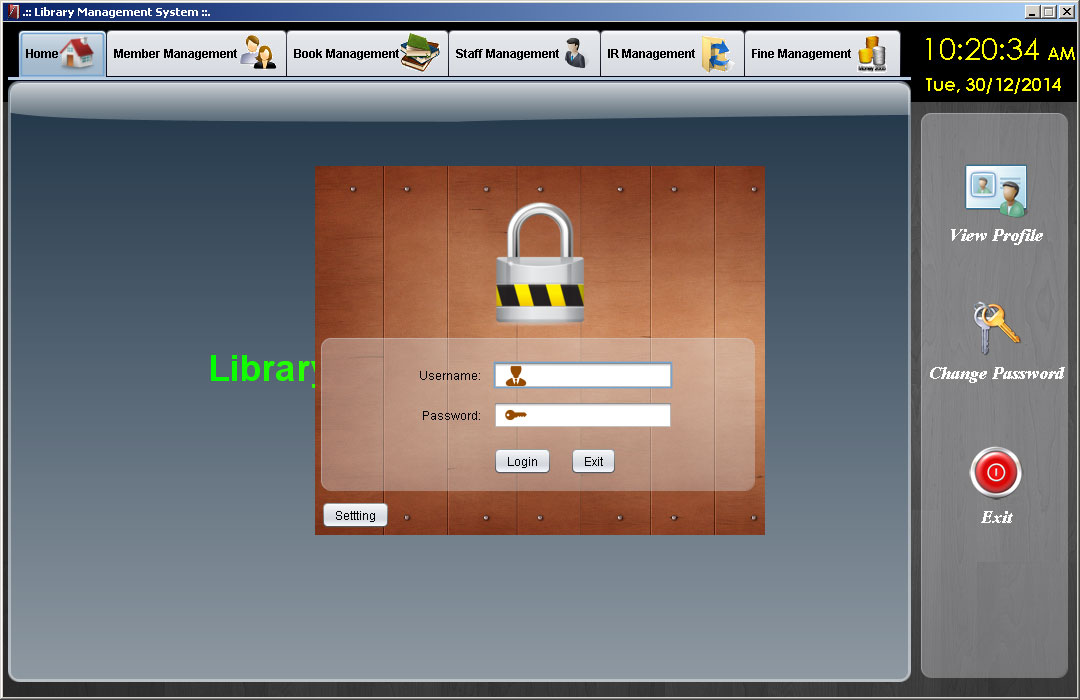 .:: Library Management System ::.
Home
Member Management
Book Management
Staff Management
IR Management
Fine Management
10:20:34 AM
Tue, 30/12/2014
View Profile
Library
Username:
Change Password
Password:
Login
Exit
Settting
Exit